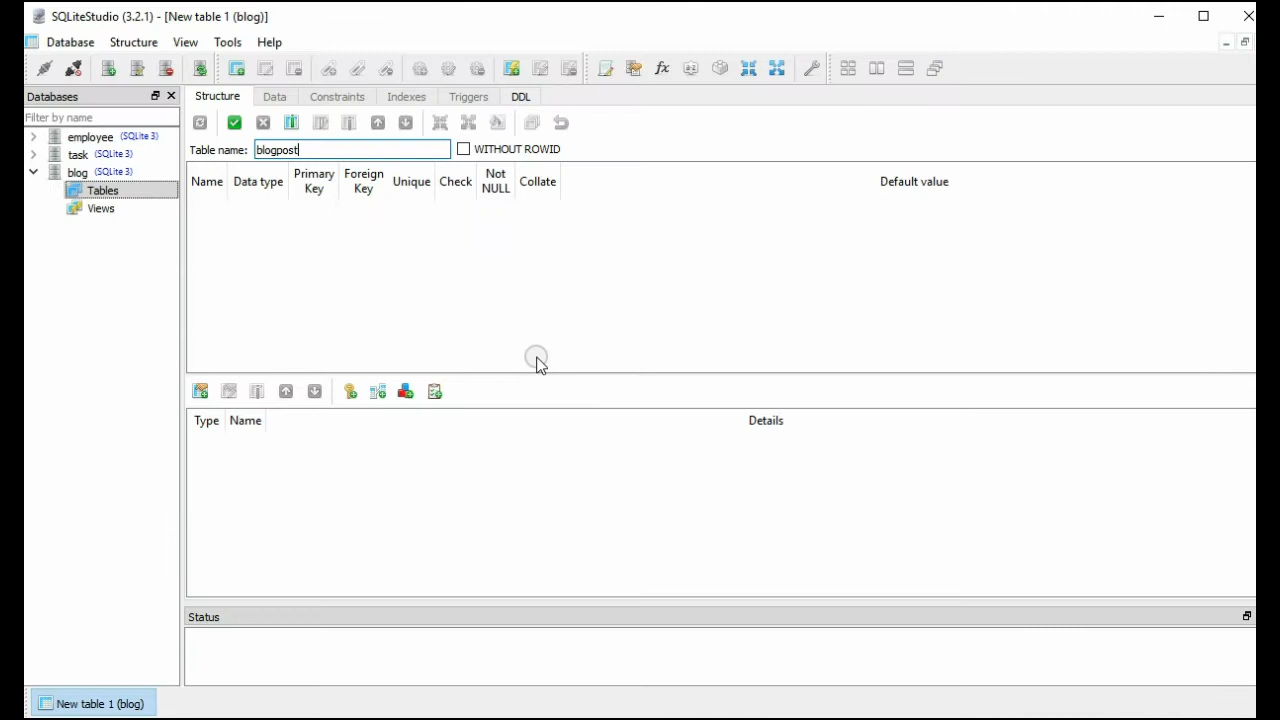 SQLiteStudio (3.2.1) - [New table 1 (blog)]
Database Structure View Tools Help
Databases
Structure Data Constraints Indexes Triggers DDL
Filter by name
employee (SQLite 3)
task (SQLite 3)
blog (SQLite 3)
Tables
Views
Table name: blogpost WITHOUT ROWID
Name Data type Primary Key Foreign Key Unique Check Not NULL Collate Default value
Type Name Details
Status
New table 1 (blog)